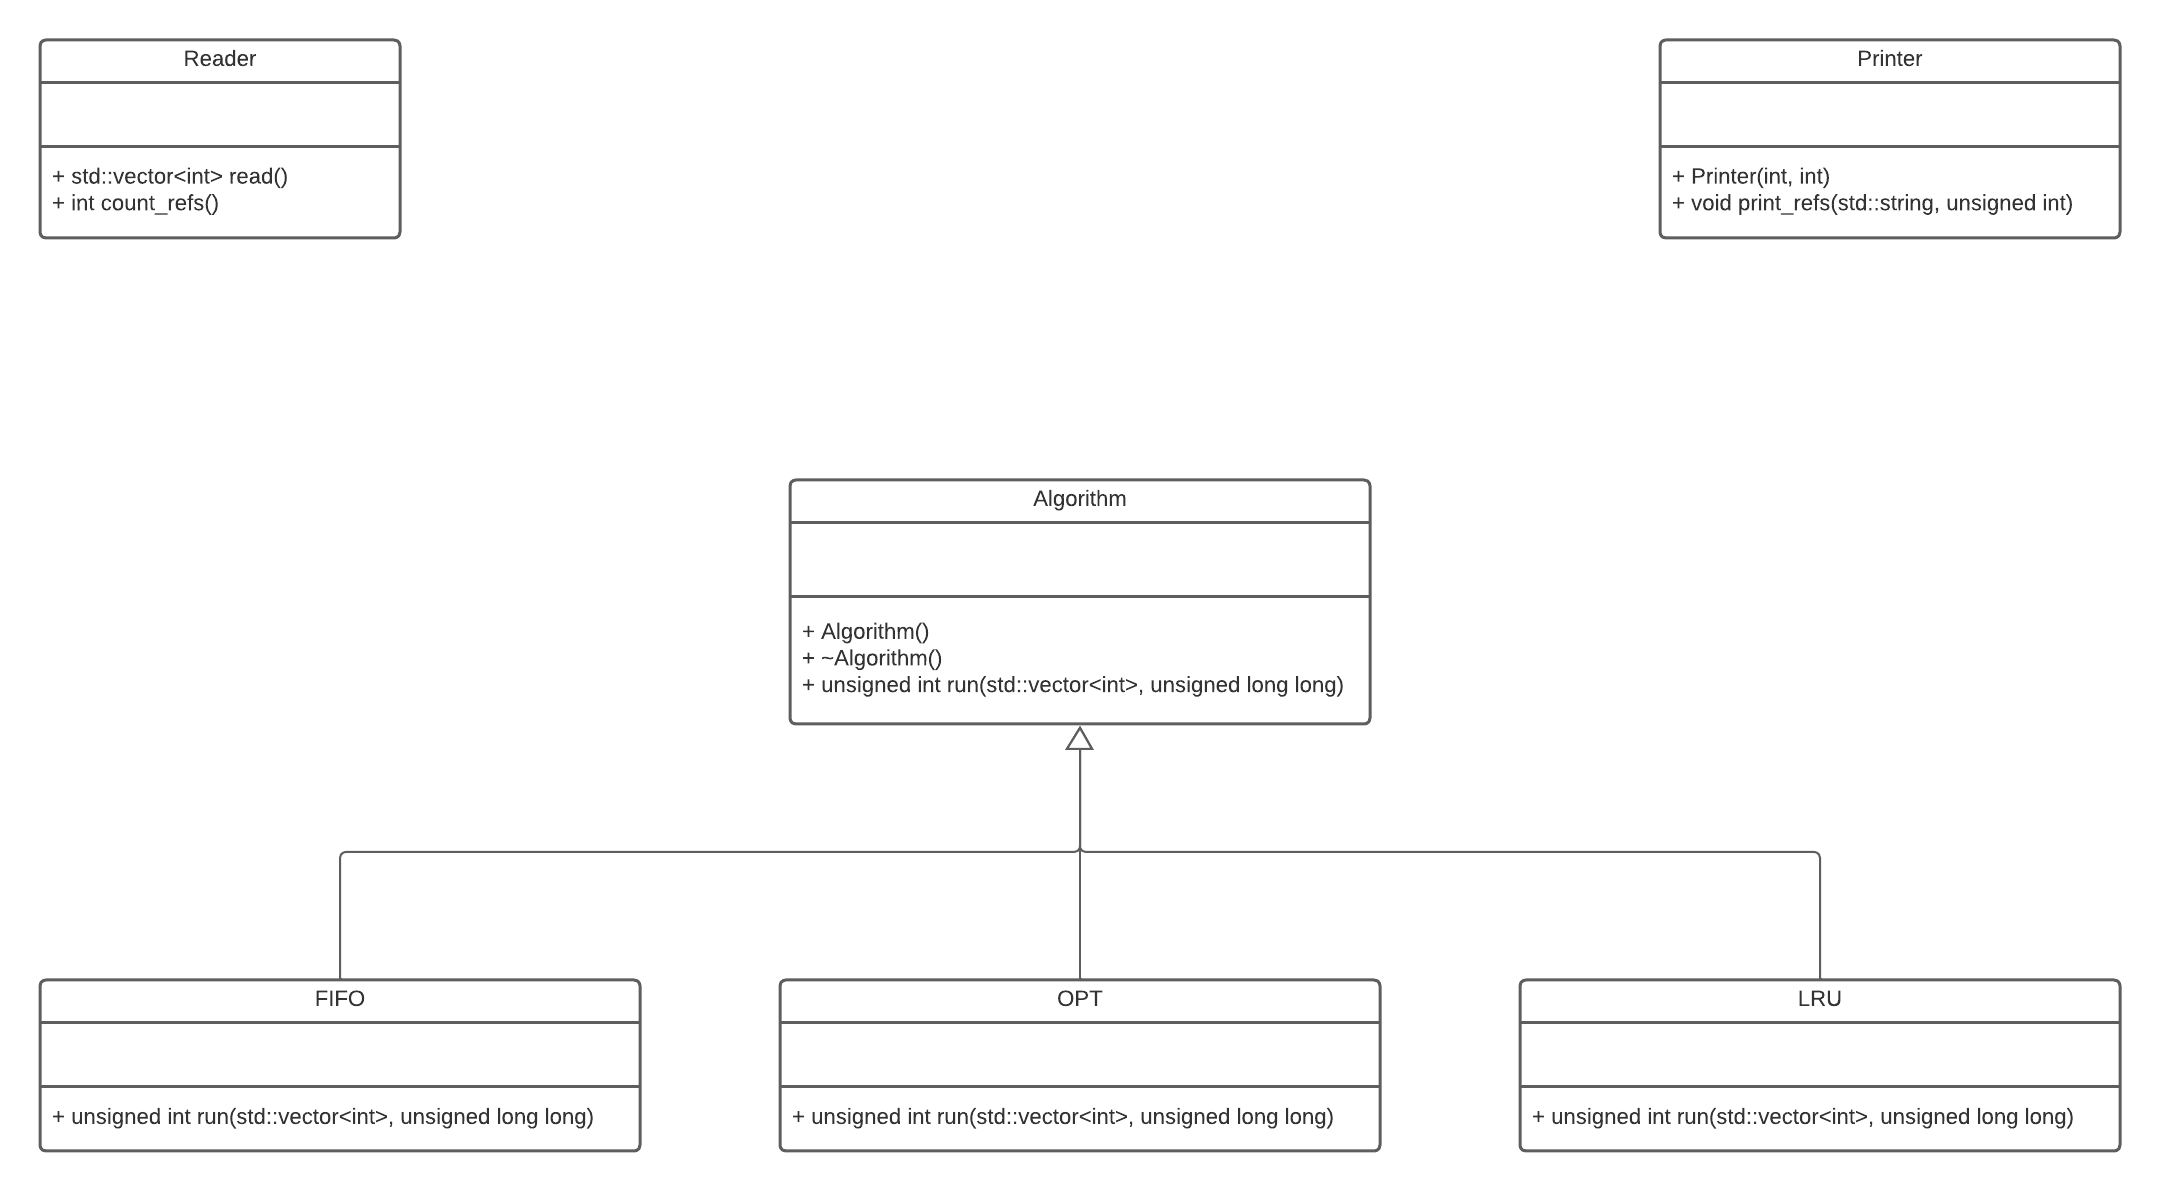 Reader
+ std::vector<int> read()
+ int count_refs()
Printer
+ Printer(int, int)
+ void print_refs(std::string, unsigned int)
Algorithm
+ Algorithm()
+ ~Algorithm()
+ unsigned int run(std::vector<int>, unsigned long long)
FIFO
+ unsigned int run(std::vector<int>, unsigned long long)
OPT
+ unsigned int run(std::vector<int>, unsigned long long)
LRU
+ unsigned int run(std::vector<int>, unsigned long long)